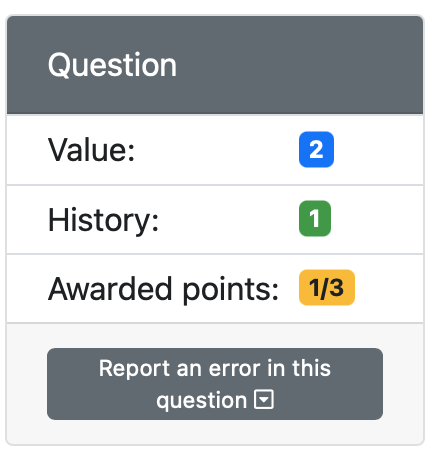 Question
Value: 2
History: 1
Awarded points: 1/3
Report an error in this
question